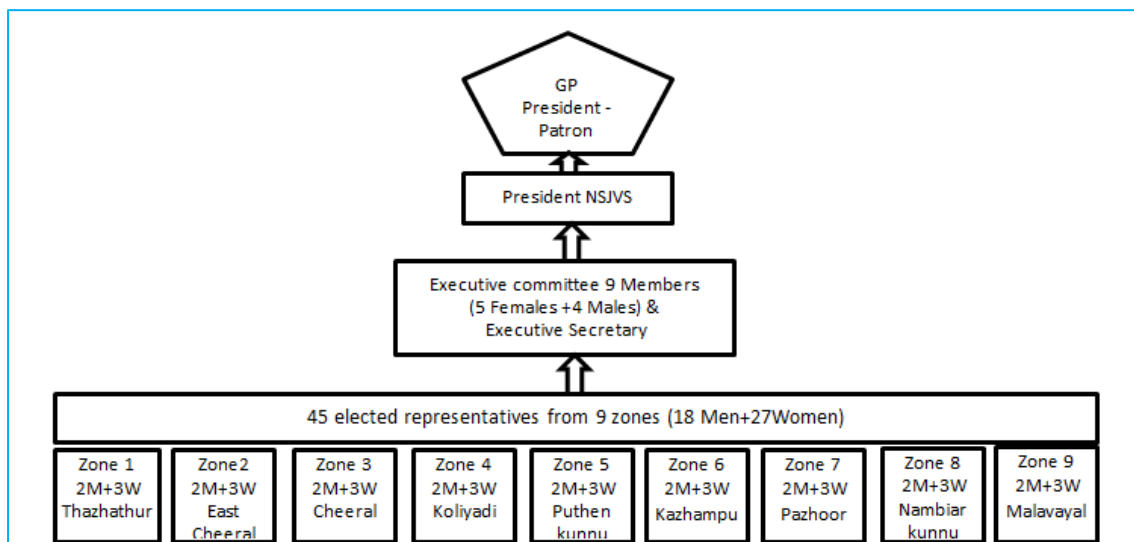 GP
President -
Patron
President NSJVS
Executive committee 9 Members
(5 Females +4 Males) &
Executive Secretary
45 elected representatives from 9 zones (18 Men+27Women)
Zone 1
2M+3W
Thazhathur
Zone2
2M+3W
East
Cheeral
Zone 3
2M+3W
Cheeral
Zone 4
2M+3W
Koliyadi
Zone 5
2M+3W
Puthen
kunnu
Zone 6
2M+3W
Kazhampu
Zone 7
2M+3W
Pazhoor
Zone 8
2M+3W
Nambiar
kunnu
Zone 9
2M+3W
Malavayal